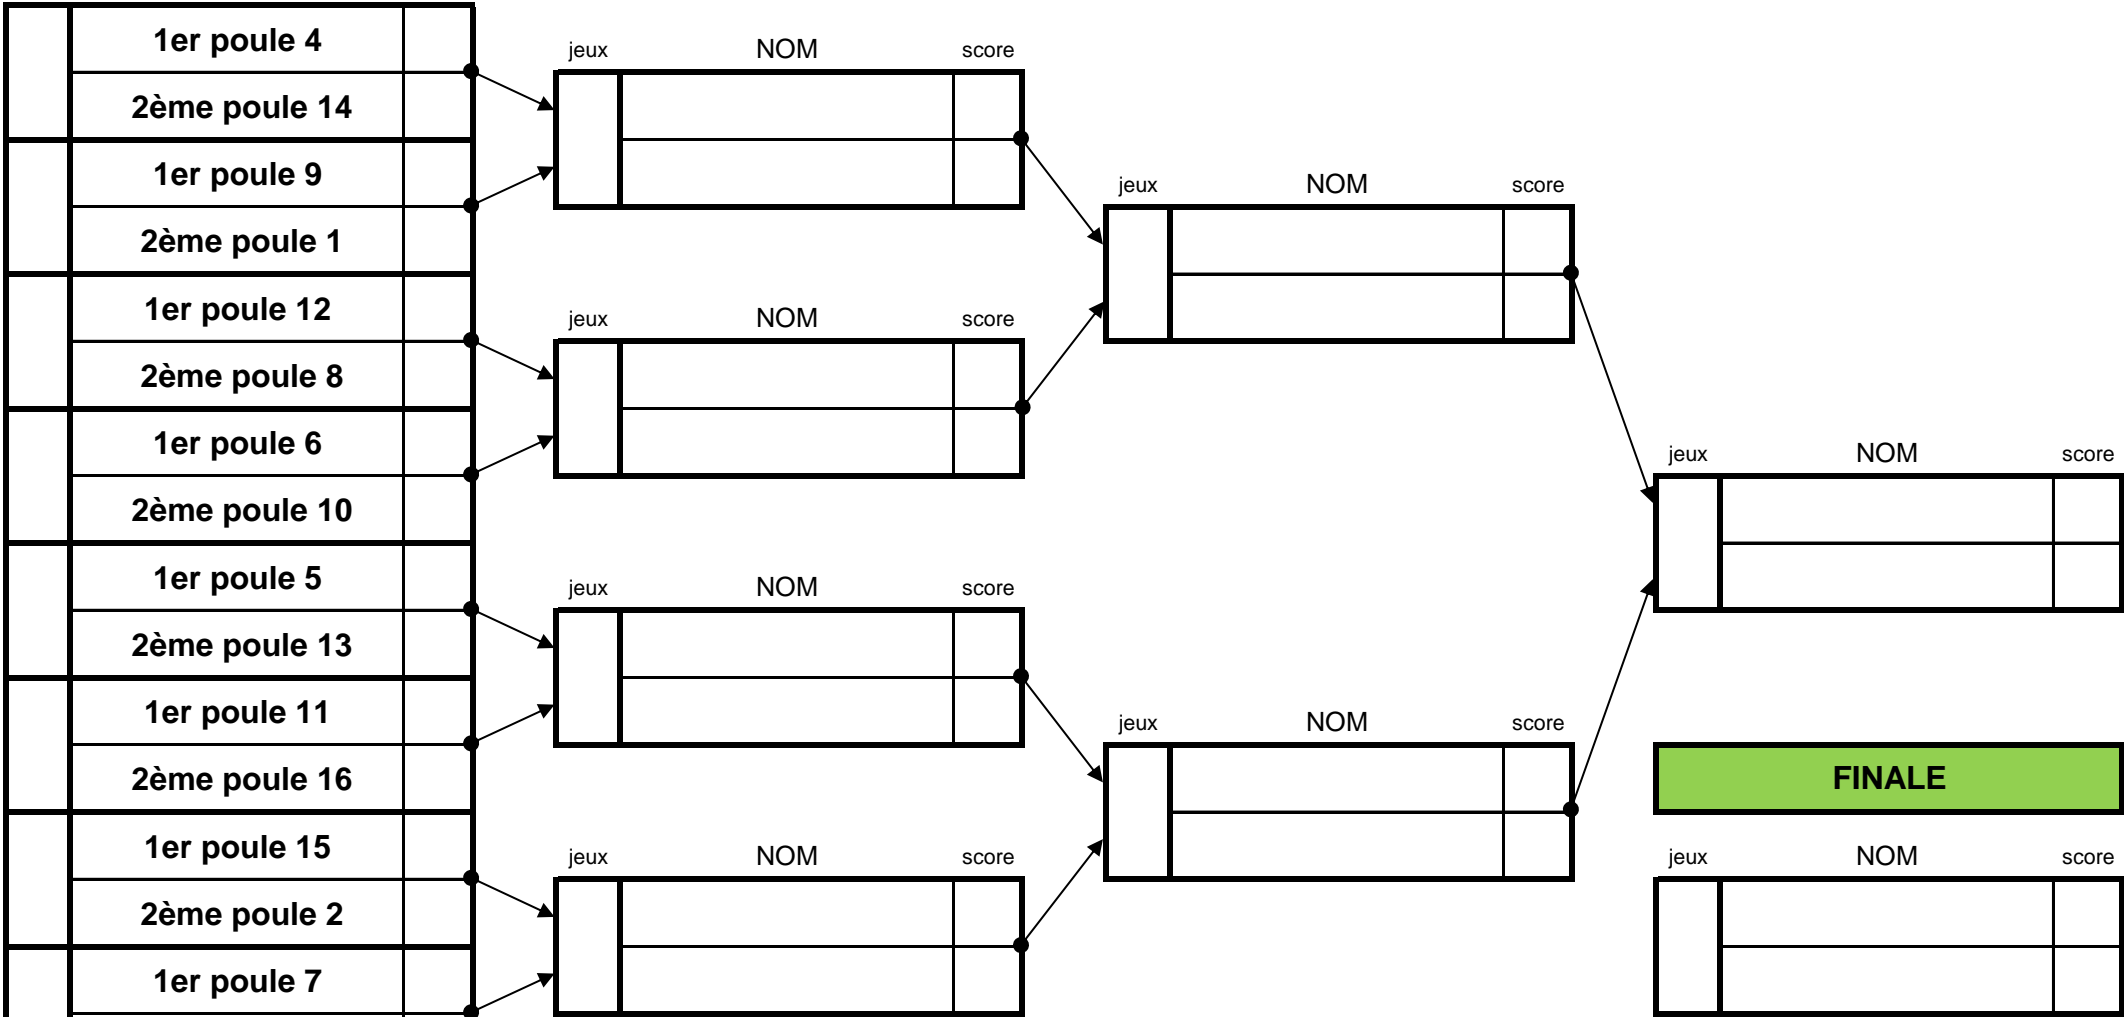 1er poule 4
2ème poule 14
1er poule 9
2ème poule 1
1er poule 12
2ème poule 8
1er poule 6
2ème poule 10
1er poule 5
2ème poule 13
1er poule 11
2ème poule 16
1er poule 15
2ème poule 2
1er poule 7
jeux NOM score
jeux NOM score
jeux NOM score
jeux NOM score
jeux NOM score
jeux NOM score
jeux NOM score
FINALE
jeux NOM score